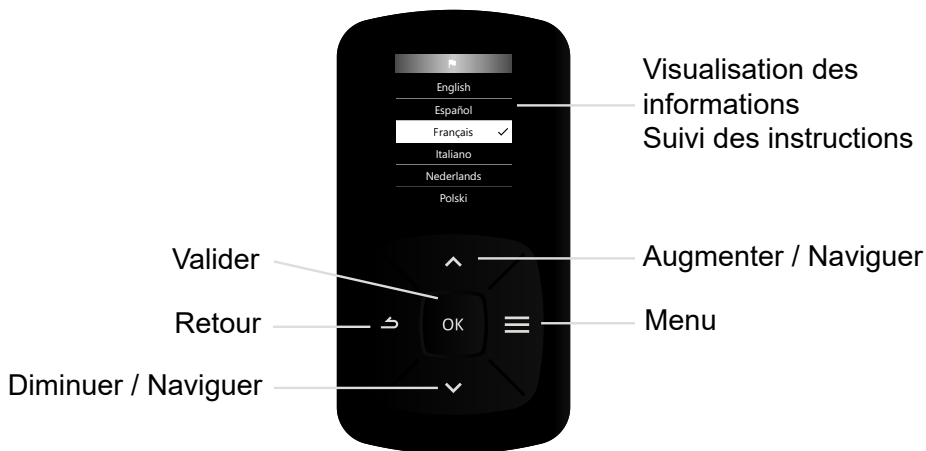 English
Español
Français
Italiano
Nederlands
Polski
Visualisation des
informations
Suivi des instructions
Valider
Augmenter / Naviguer
Retour
OK
Menu
Diminuer / Naviguer